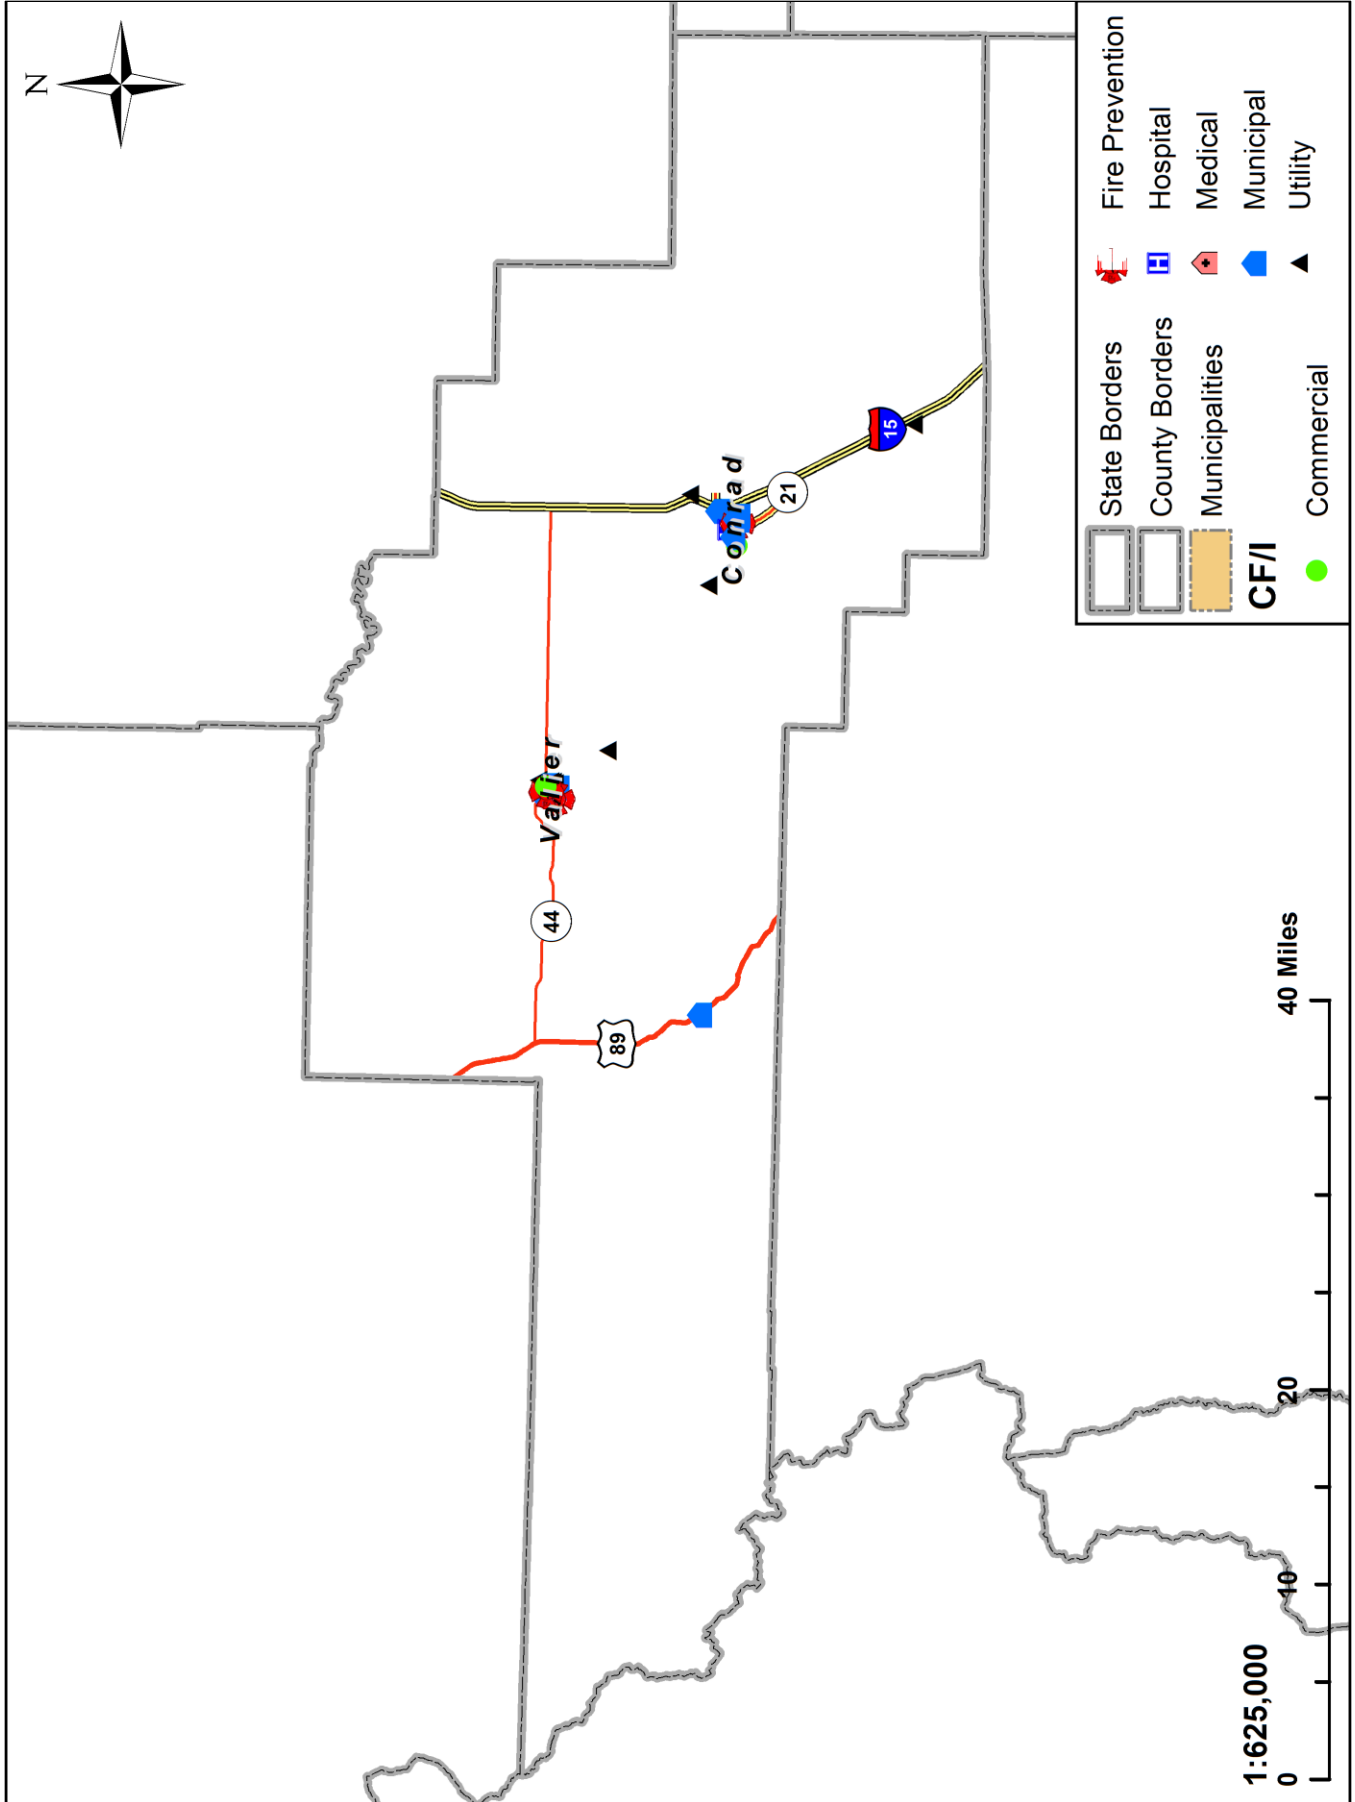 N
44
89
Valier
Conrad
15
21
State Borders
County Borders
Municipalities
CF/I
Commercial
Fire Prevention
Hospital
H
Medical
Municipal
Utility
1:625,000
0 10 20 40 Miles